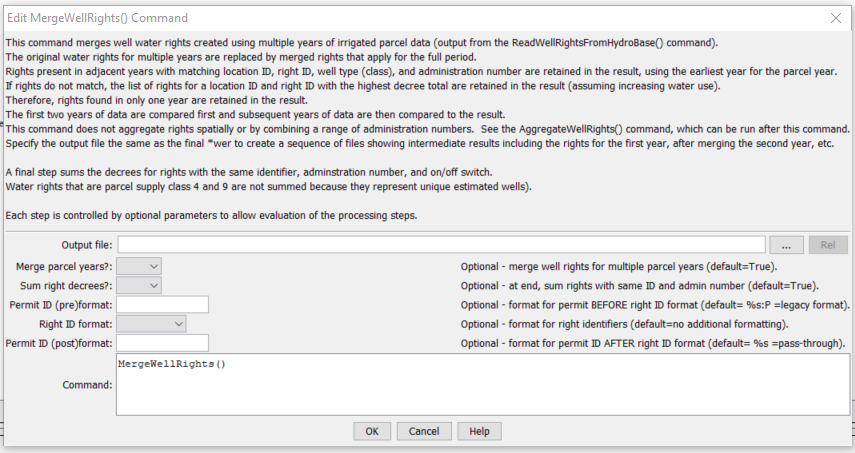 Edit MergeWellRights() Command
This command merges well water rights created using multiple years of irrigated parcel data (output from the ReadWellRightsFromHydroBase() command).
The original water rights for multiple years are replaced by merged rights that apply for the full period.
Rights present in adjacent years with matching location ID, right ID, well type (class), and administration number are retained in the result, using the earliest year for the parcel year.
If rights do not match, the list of rights for a location ID and right ID with the highest decree total are retained in the result (assuming increasing water use).
Therefore, rights found in only one year are retained in the result.
The first two years of data are compared first and subsequent years of data are then compared to the result.
This command does not aggregate rights spatially or by combining a range of administration numbers.  See the AggregateWellRights() command, which can be run after this command.
Specify the output file the same as the final *wer to create a sequence of files showing intermediate results including the rights for the first year, after merging the second year, etc.
A final step sums the decrees for rights with the same identifier, adminstration number, and on/off switch.
Water rights that are parcel supply class 4 and 9 are not summed because they represent unique estimated wells).
Each step is controlled by optional parameters to allow evaluation of the processing steps.
Output file: ... Rel
Merge parcel years?: Optional - merge well rights for multiple parcel years (default=True).
Sum right decrees?: Optional - at end, sum rights with same ID and admin number (default=True).
Permit ID (pre)format: Optional - format for permit BEFORE right ID format (default= %s:P =legacy format).
Right ID format: Optional - format for right identifiers (default=no additional formatting).
Permit ID (post)format: Optional - format for permit ID AFTER right ID format (default= %s =pass-through).
Command: MergeWellRights()
OK Cancel Help